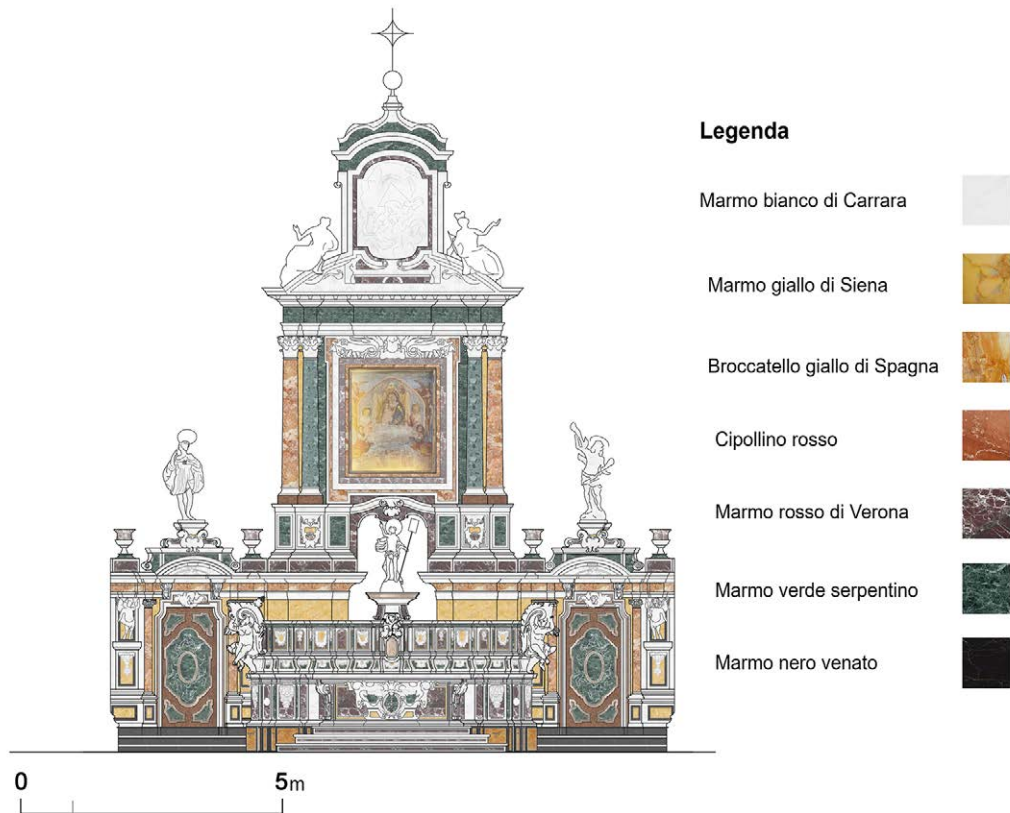 Legenda
Marmo bianco di Carrara
Marmo giallo di Siena
Broccatello giallo di Spagna
Cipollino rosso
Marmo rosso di Verona
Marmo verde serpentino
Marmo nero venato
0 5m